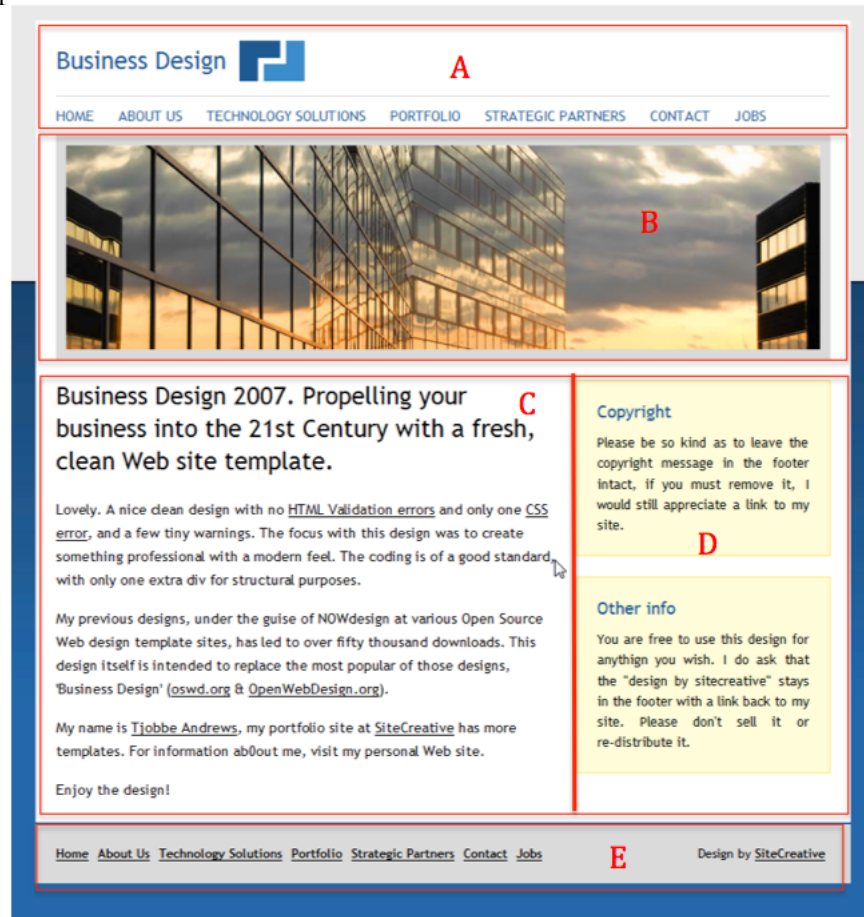 Business Design
A
HOME ABOUT US TECHNOLOGY SOLUTIONS PORTFOLIO STRATEGIC PARTNERS CONTACT JOBS
B
C
Business Design 2007. Propelling your
business into the 21st Century with a fresh,
clean Web site template.
Lovely. A nice clean design with no HTML Validation errors and only one CSS
error, and a few tiny warnings. The focus with this design was to create
something professional with a modern feel. The coding is of a good standard,
with only one extra div for structural purposes.
My previous designs, under the guise of NOWdesign at various Open Source
Web design template sites, has led to over fifty thousand downloads. This
design itself is intended to replace the most popular of those designs,
'Business Design' (oswd.org & OpenWebDesign.org).
My name is Tjobbe Andrews, my portfolio site at SiteCreative has more
templates. For information ab0out me, visit my personal Web site.
Enjoy the design!
Copyright
Please be so kind as to leave the
copyright message in the footer
intact, if you must remove it, I
would still appreciate a link to my
site.
D
Other info
You are free to use this design for
anythign you wish. I do ask that
the "design by sitecreative" stays
in the footer with a link back to my
site. Please don't sell it or
re-distribute it.
Home About Us Technology Solutions Portfolio Strategic Partners Contact Jobs
E
Design by SiteCreative